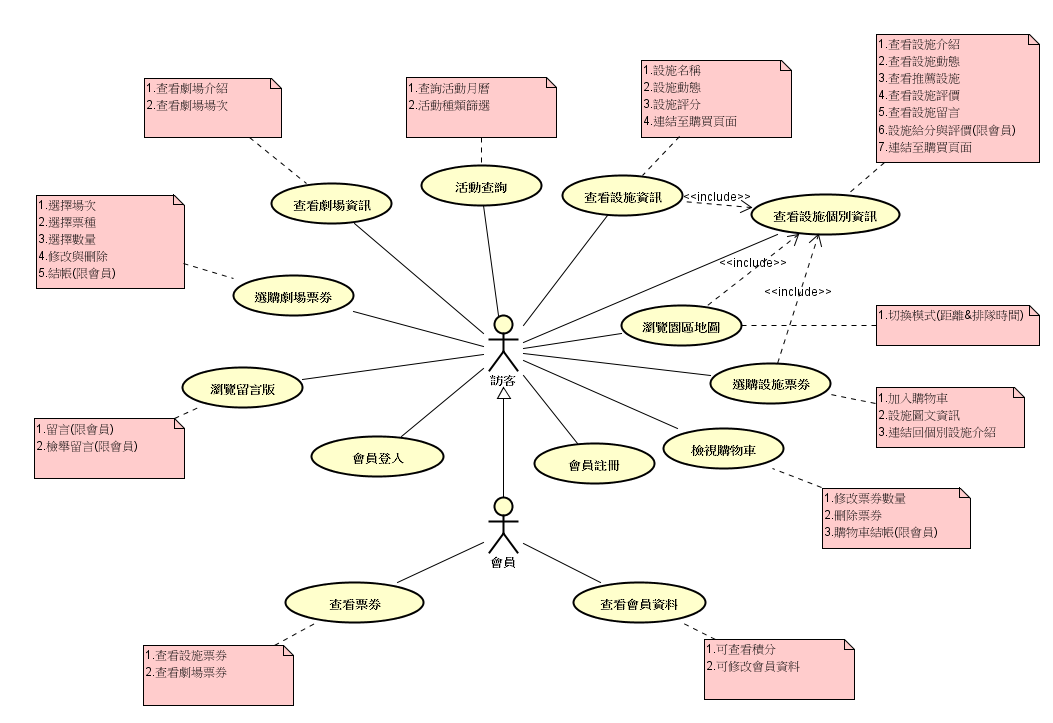 1.查看設施介紹
2.查看設施動態
3.查看推薦設施
4.查看設施評價
5.查看設施留言
6.設施給分與評價(限會員)
7.連結至購買頁面
1.設施名稱
2.設施動態
3.設施評分
4.連結至購買頁面
1.查詢活動月曆
2.活動種類篩選
1.查看劇場介紹
2.查看劇場場次
查看劇場資訊
活動查詢
查看設施資訊
<<include>>
查看設施個別資訊
1.選擇場次
2.選擇票種
3.選擇數量
4.修改與刪除
5.結帳(限會員)
選購劇場票券
<<include>>
<<include>>
瀏覽園區地圖
1.切換模式(距離&排隊時間)
訪客
瀏覽留言版
選購設施票券
1.加入購物車
2.設施圖文資訊
3.連結回個別設施介紹
1.留言(限會員)
2.檢舉留言(限會員)
會員登入
會員註冊
檢視購物車
1.修改票券數量
2.刪除票券
3.購物車結帳(限會員)
會員
查看票券
查看會員資料
1.查看設施票券
2.查看劇場票券
1.可查看積分
2.可修改會員資料